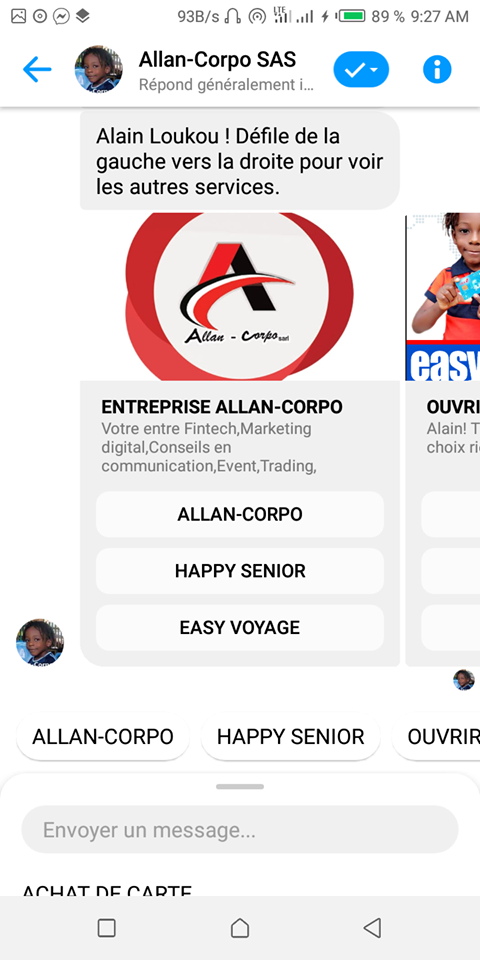 93B/s LTE 89 % 9:27 AM
Allan-Corpo SAS
Répond généralement i...
Alain Loukou ! Défile de la
gauche vers la droite pour voir
les autres services.
A
Allan - Corpo sarl
easy
ENTREPRISE ALLAN-CORPO
Votre entre Fintech,Marketing
digital,Conseils en
communication,Event,Trading,
ALLAN-CORPO
HAPPY SENIOR
EASY VOYAGE
OUVRI
Alain! T
choix ri
ALLAN-CORPO
HAPPY SENIOR
OUVRIR
Envoyer un message...
ACHAT DE CARTE